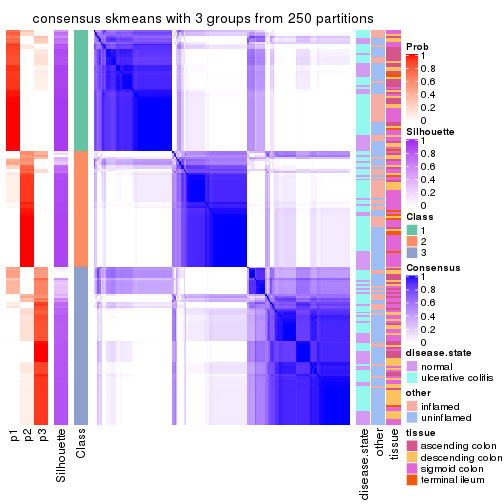 consensus skmeans with 3 groups from 250 partitions
p1
p2
p3
Silhouette
Class
disease.state
other
tissue
Prob
1
0.8
0.6
0.4
0.2
0
Silhouette
1
0.8
0.6
0.4
0.2
0
Class
1
2
3
Consensus
1
0.8
0.6
0.4
0.2
0
disease.state
normal
ulcerative colitis
other
inflamed
uninflamed
tissue
ascending colon
descending colon
sigmoid colon
terminal ileum